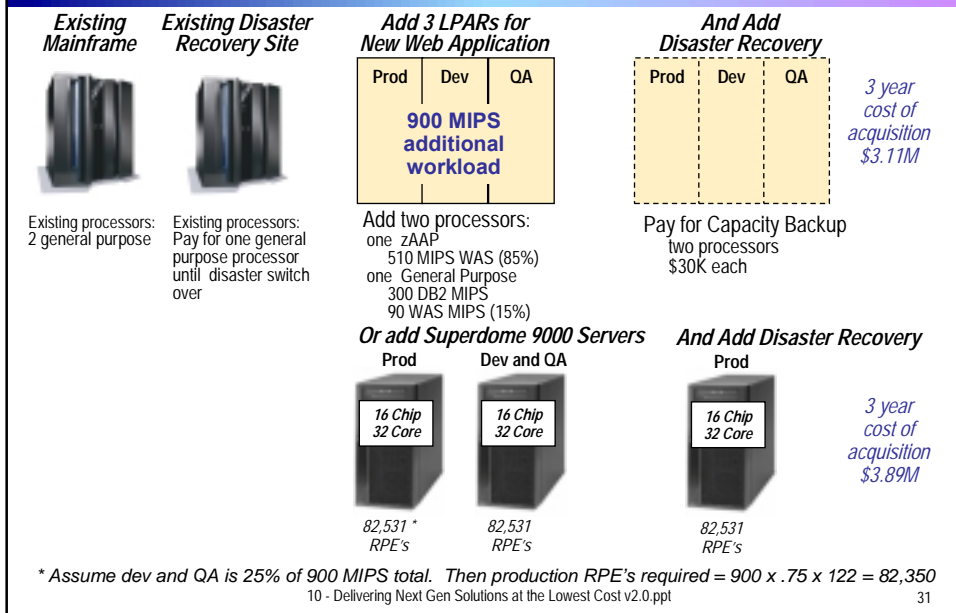 Existing
Mainframe
Existing Disaster
Recovery Site
Add 3 LPARs for
New Web Application
And Add
Disaster Recovery
Existing processors:
2 general purpose
Existing processors:
Pay for one general
purpose processor
until disaster switch
over
Prod Dev QA
900 MIPS
additional
workload
Add two processors:
one zAAP
510 MIPS WAS (85%)
one General Purpose
300 DB2 MIPS
90 WAS MIPS (15%)
Prod Dev QA
Pay for Capacity Backup
two processors
$30K each
3 year
cost of
acquisition
$3.11M
Or add Superdome 9000 Servers
And Add Disaster Recovery
Prod
Dev and QA
Prod
16 Chip
32 Core
16 Chip
32 Core
16 Chip
32 Core
82,531 *
RPE's
82,531
RPE's
82,531
RPE's
3 year
cost of
acquisition
$3.89M
* Assume dev and QA is 25% of 900 MIPS total. Then production RPE's required = 900 x .75 x 122 = 82,350
10 - Delivering Next Gen Solutions at the Lowest Cost v2.0.ppt
31